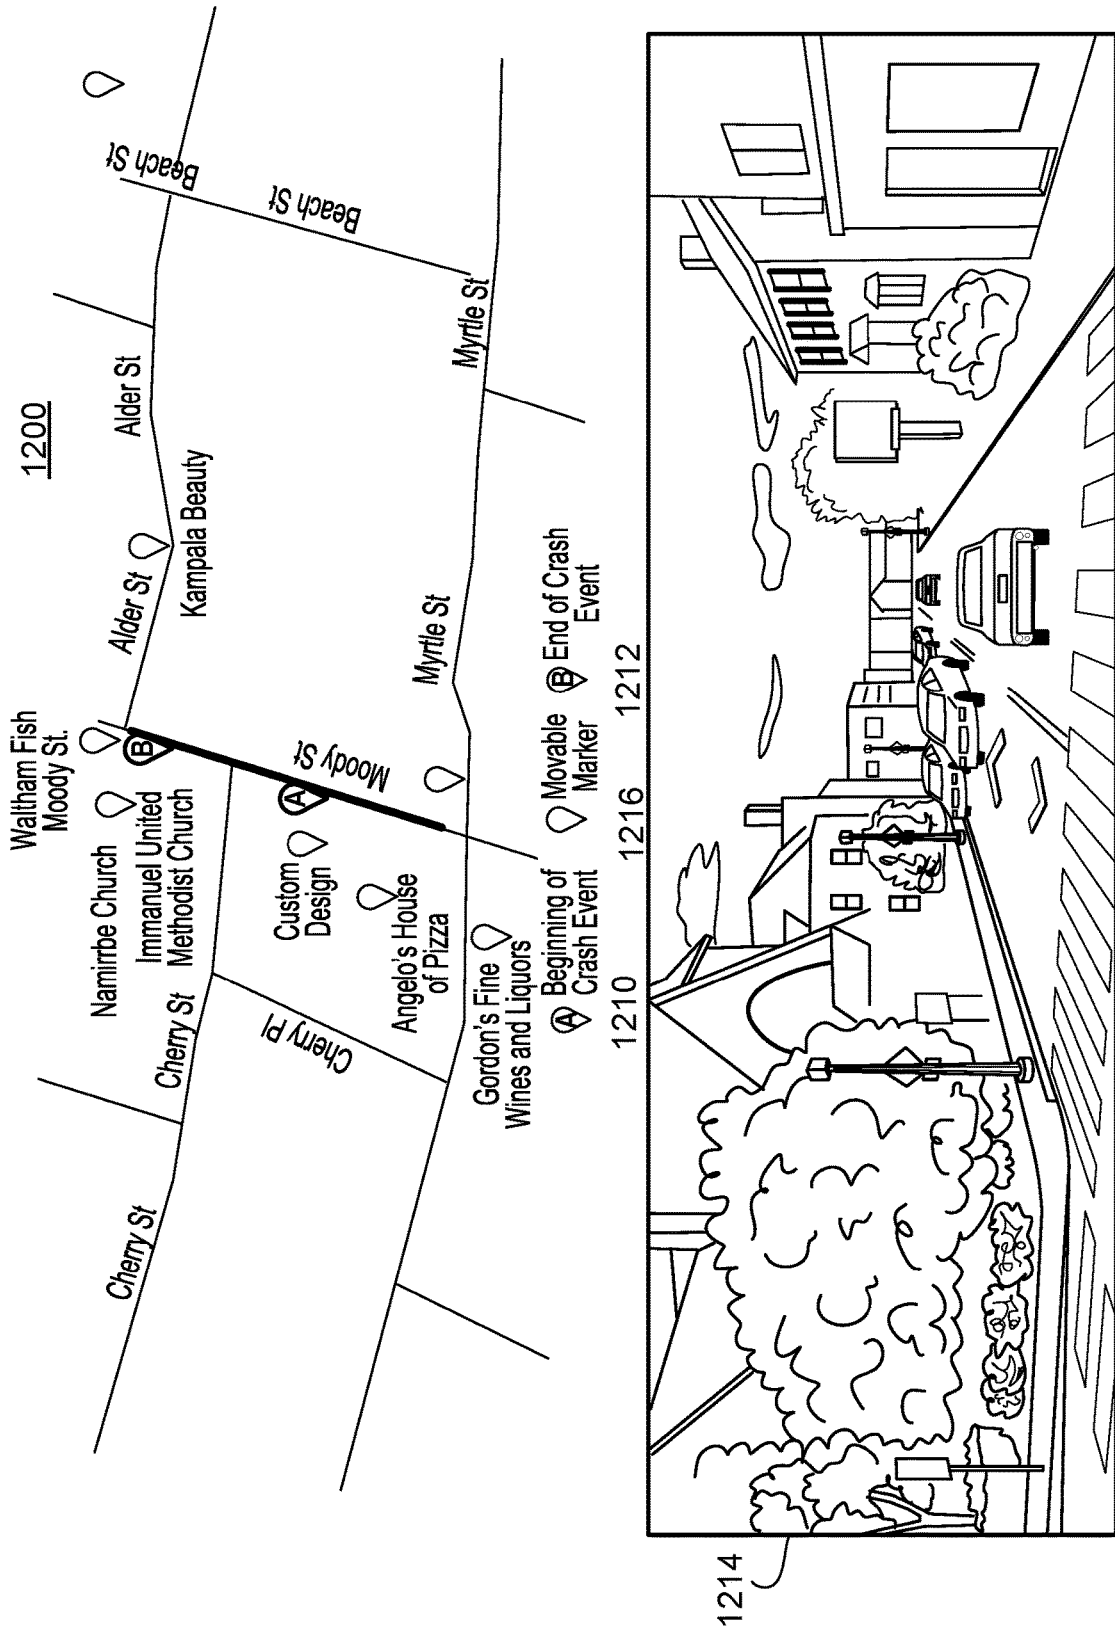 1200
Waltham Fish
Moody St.
Namirrbe Church
Immanuel United
Methodist Church
Cherry St
Cherry St
Alder St
Alder St
Beach St
Beach St
Kampala Beauty
B
A
Custom
Design
Moody St
Cherry Pl
Angelo's House
of Pizza
Myrtle St
Myrtle St
Gordon's Fine
Wines and Liquors
A Beginning of
Crash Event
Movable
Marker
B End of Crash
Event
1210
1216
1212
1214